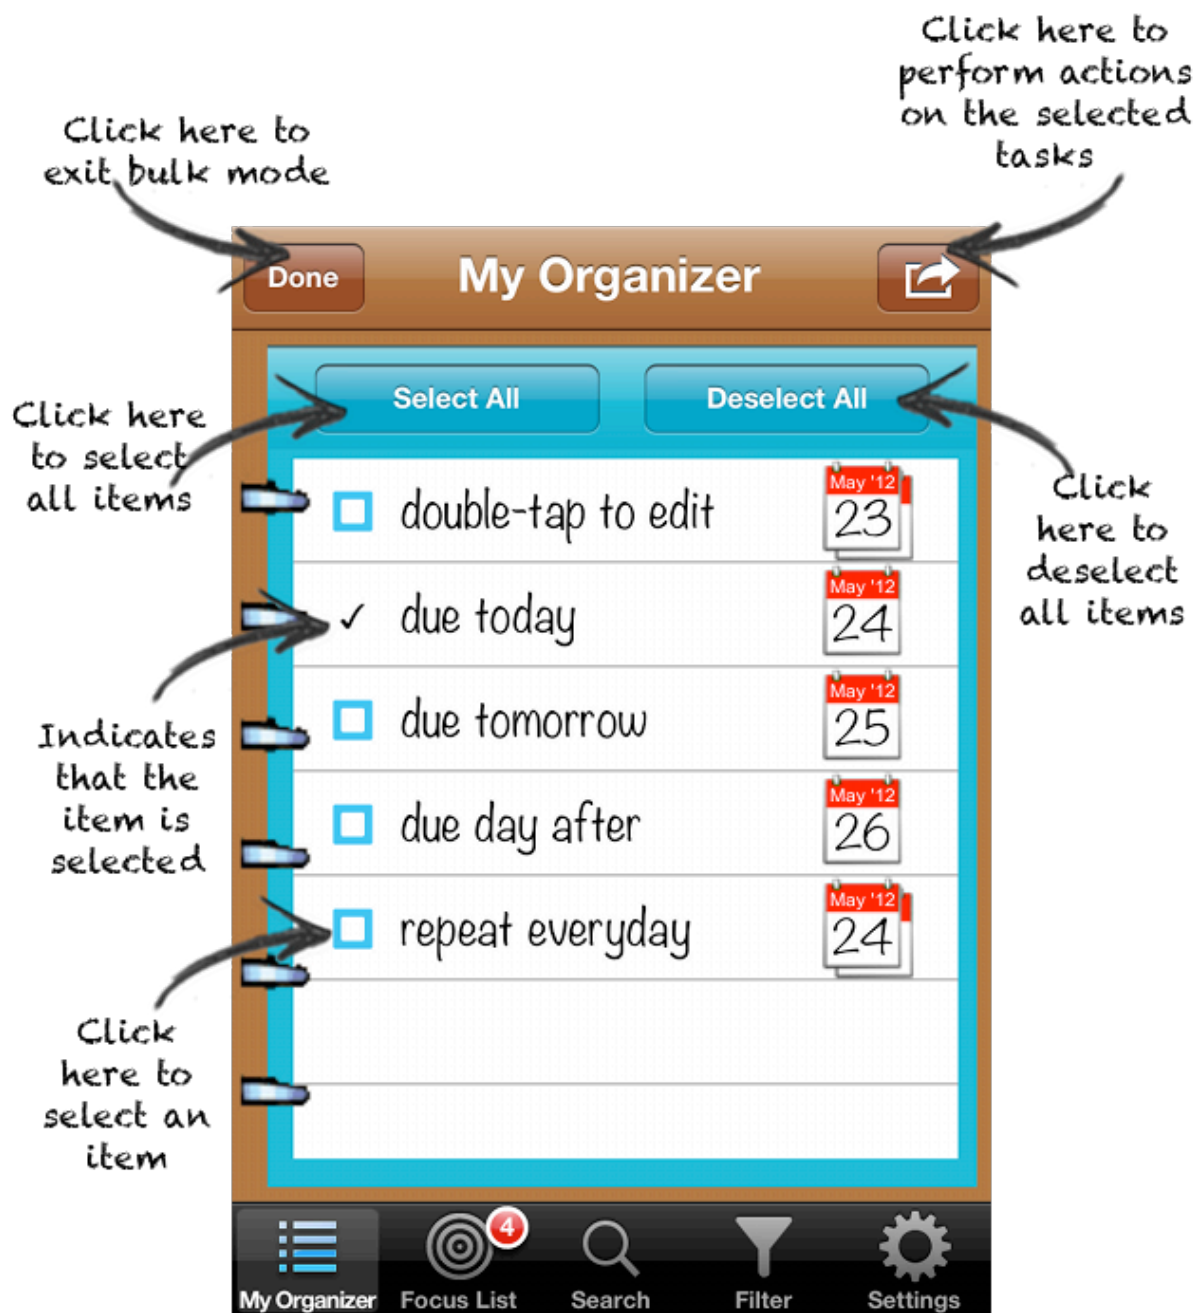 Click here to
perform actions
on the selected
tasks
Click here to
exit bulk mode
Done
My Organizer
Select All
Deselect All
Click here
to select
all items
Click
here to
deselect
all items
double-tap to edit
May '12
23
due today
May '12
24
Indicates
that the
item is
selected
due tomorrow
May '12
25
due day after
May '12
26
repeat everyday
May '12
24
Click
here to
select an
item
4
My Organizer
Focus List
Search
Filter
Settings